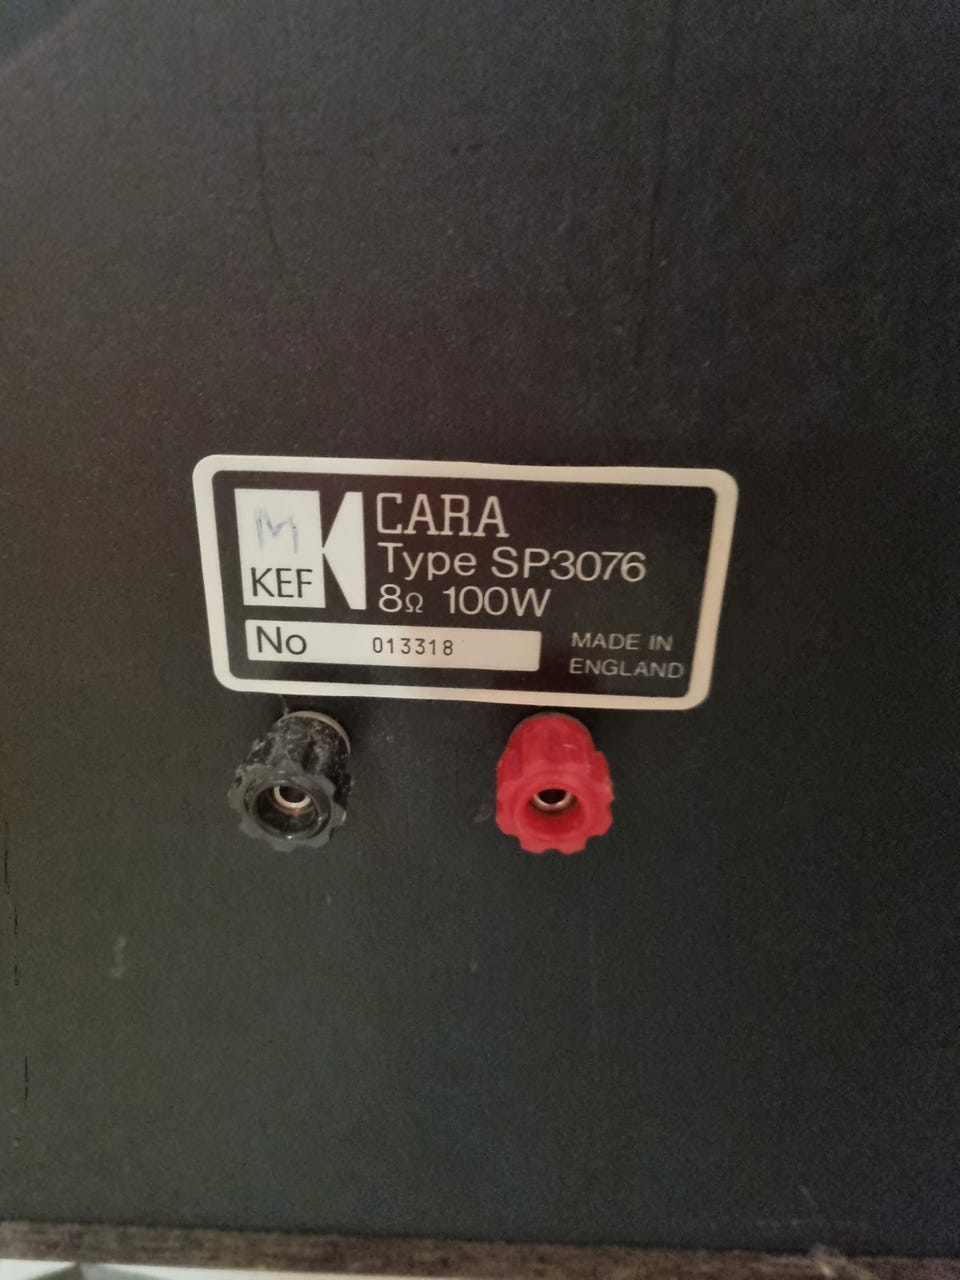 CARA
Type SP3076
KEF
8Ω 100W
No 013318
MADE IN
ENGLAND